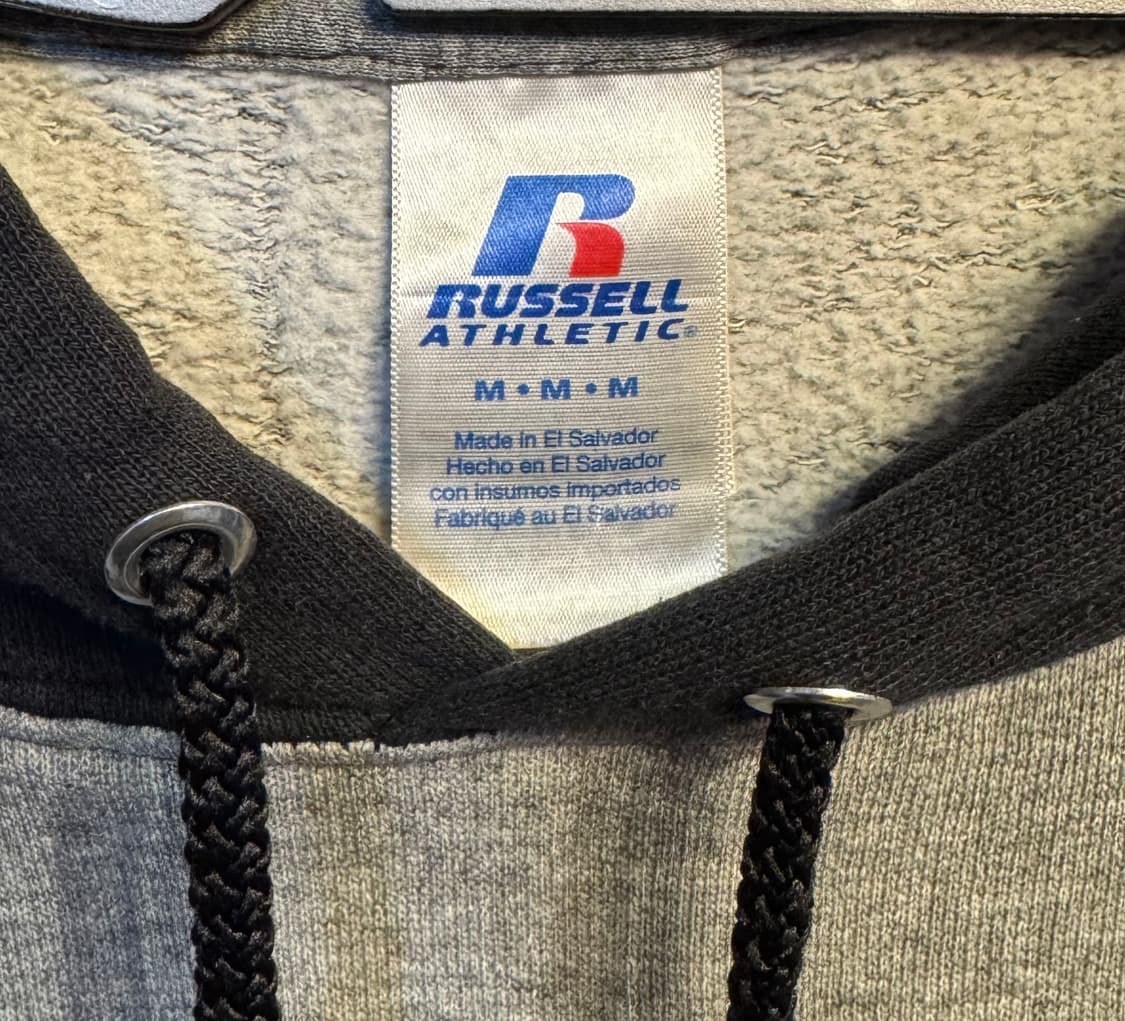 R
RUSSELL
ATHLETIC®
M • M • M
Made in El Salvador
Hecho en El Salvador
con insumos importados
Fabriqué au El Salvador